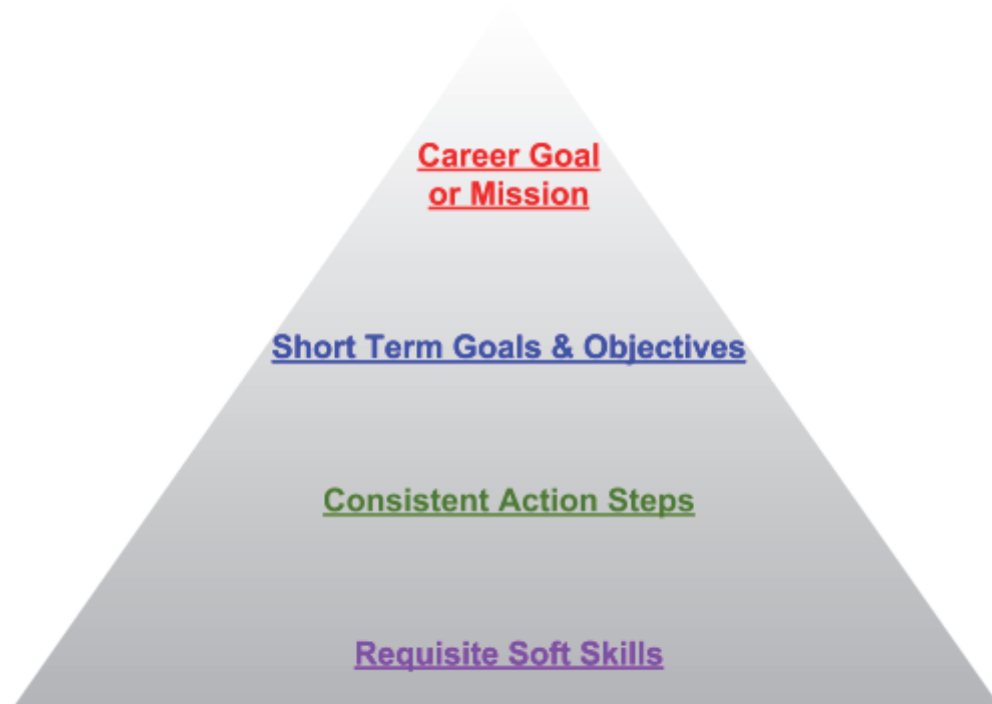 Career Goal
or Mission
Short Term Goals & Objectives
Consistent Action Steps
Requisite Soft Skills